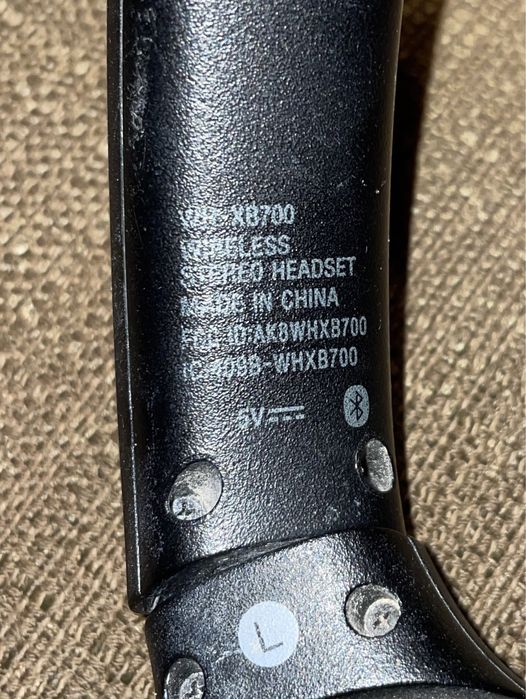 WH-XB700
WIRELESS
STEREO HEADSET
MADE IN CHINA
FCC ID:AK8WHXB700
IC:409B-WHXB700
5V
L